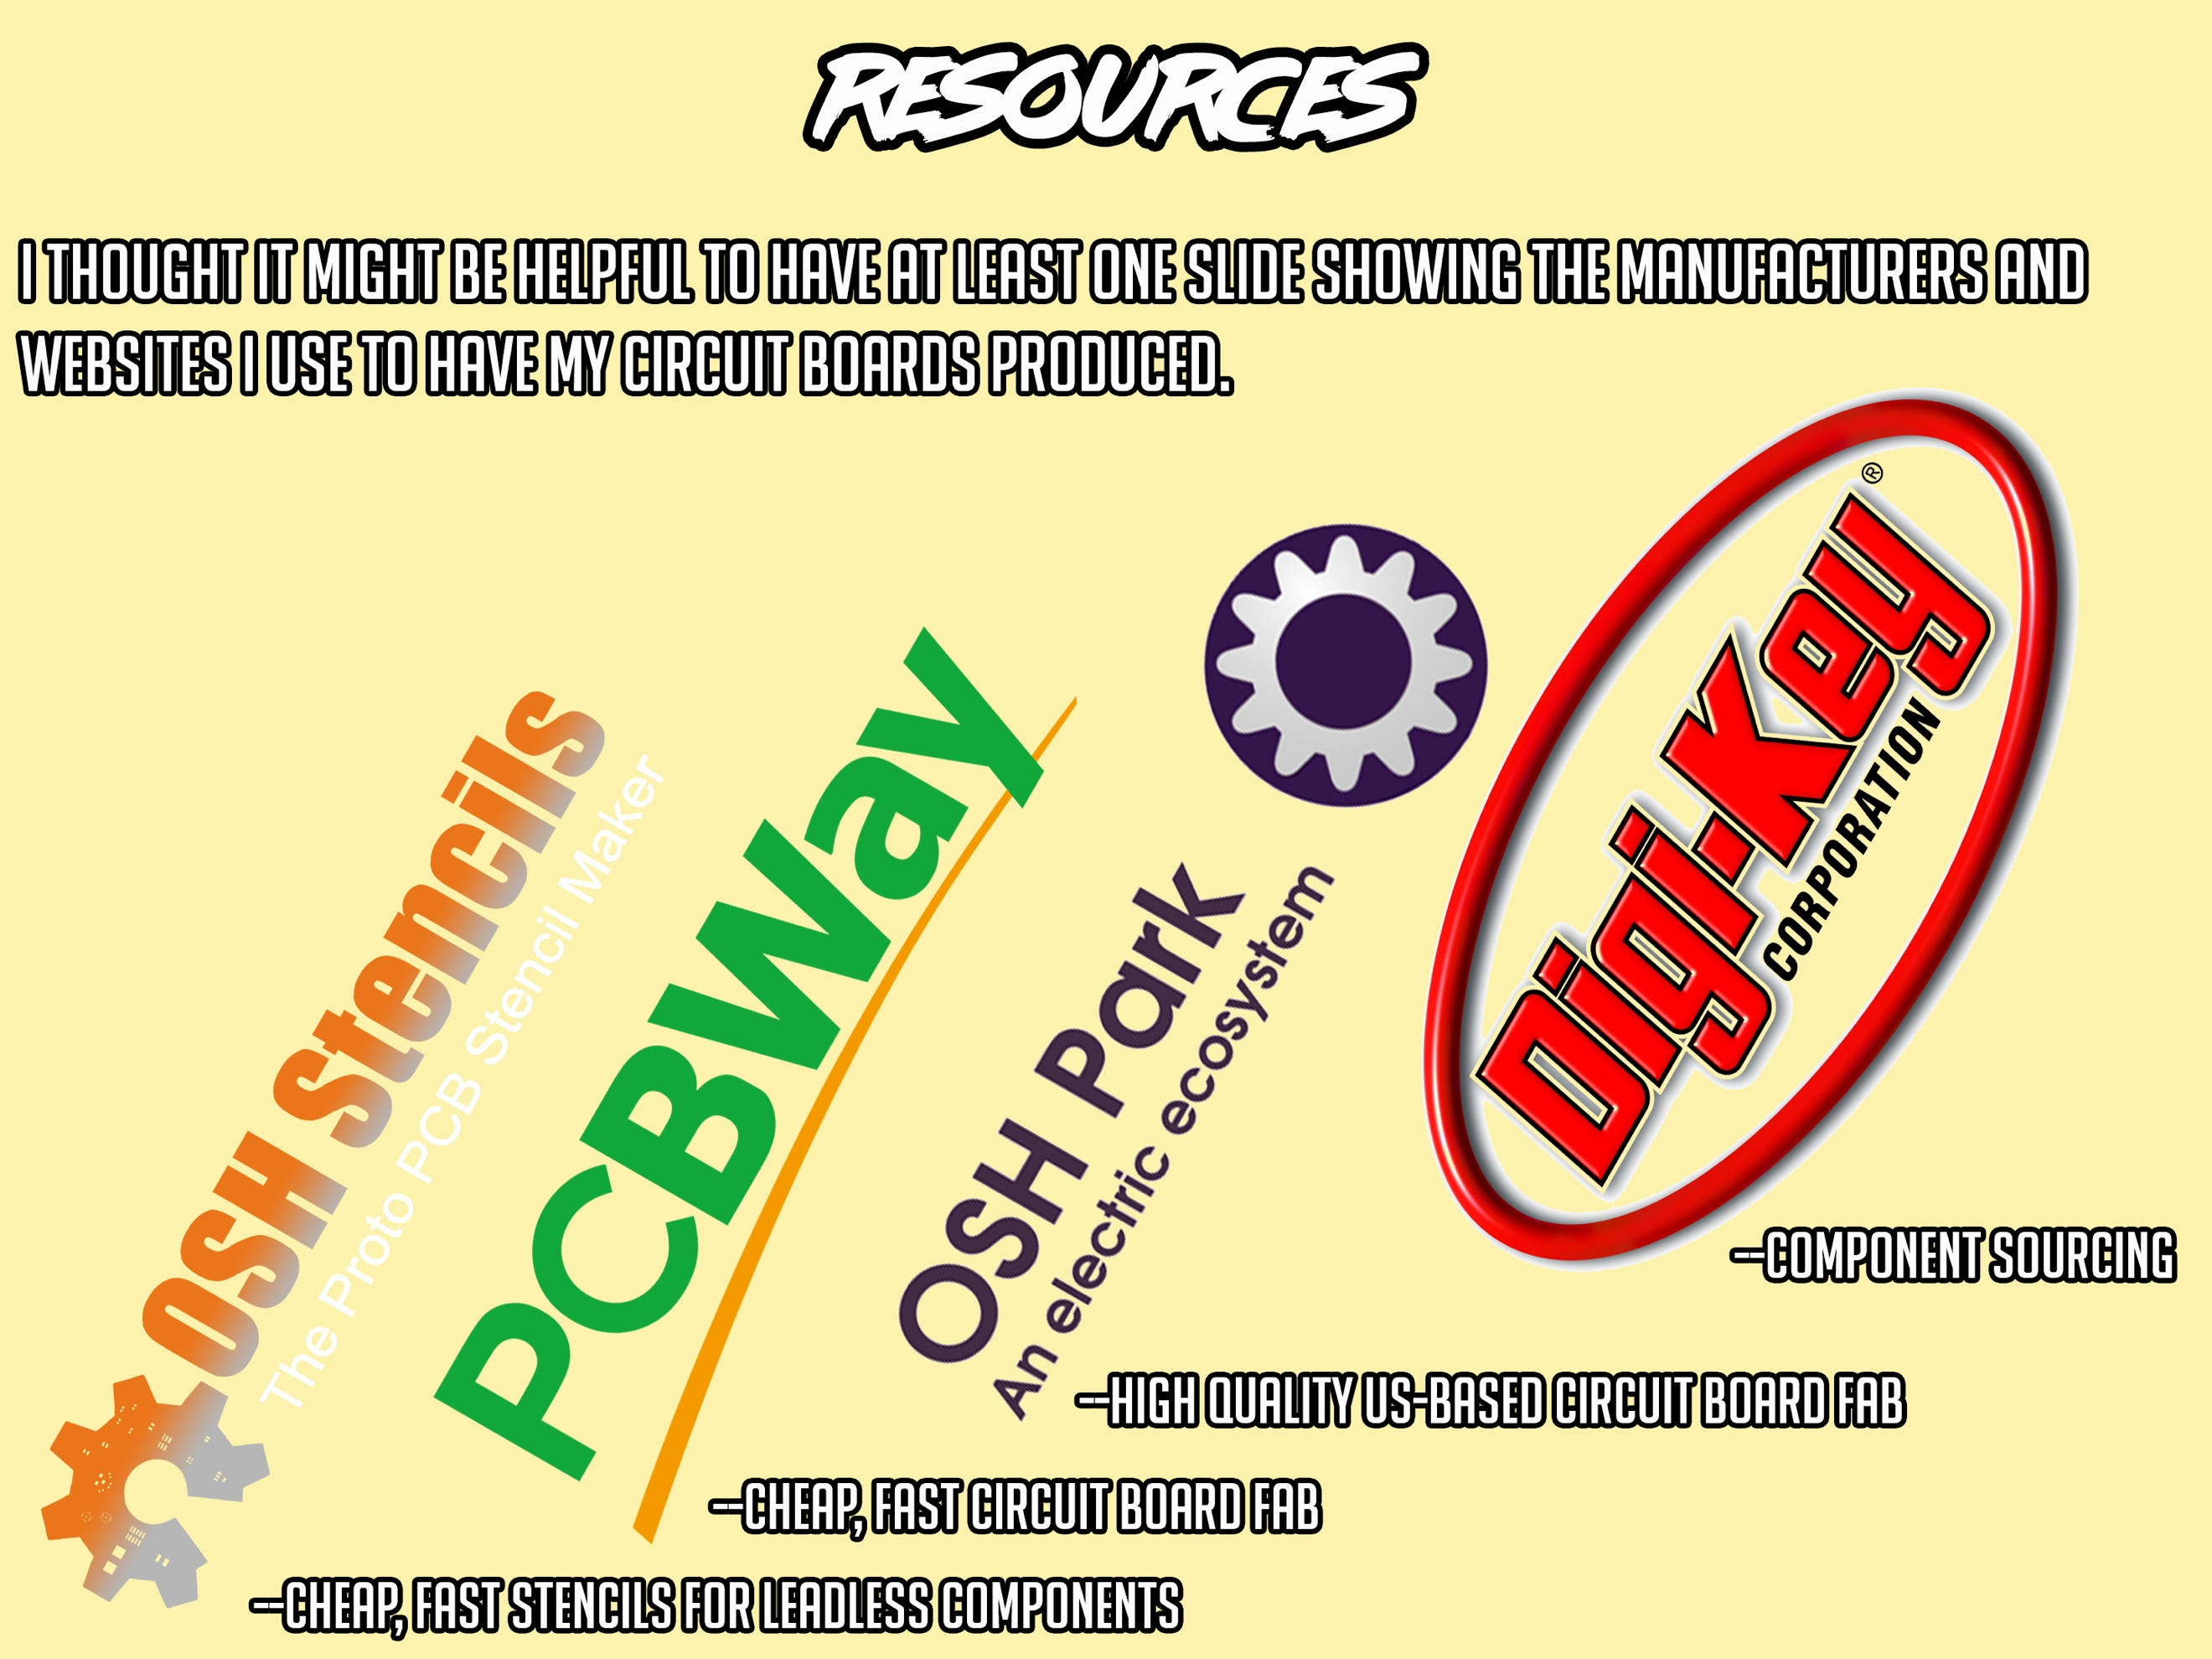 RESOURCES
I THOUGHT IT MIGHT BE HELPFUL TO HAVE AT LEAST ONE SLIDE SHOWING THE MANUFACTURERS AND
WEBSITES I USE TO HAVE MY CIRCUIT BOARDS PRODUCED.
OSH Stencils
The Proto PCB Stencil Maker
--CHEAP, FAST STENCILS FOR LEADLESS COMPONENTS
PCBWay
--CHEAP, FAST CIRCUIT BOARD FAB
OSH Park
An electric ecosystem
--HIGH QUALITY US-BASED CIRCUIT BOARD FAB
Digi-Key®
CORPORATION
--COMPONENT SOURCING